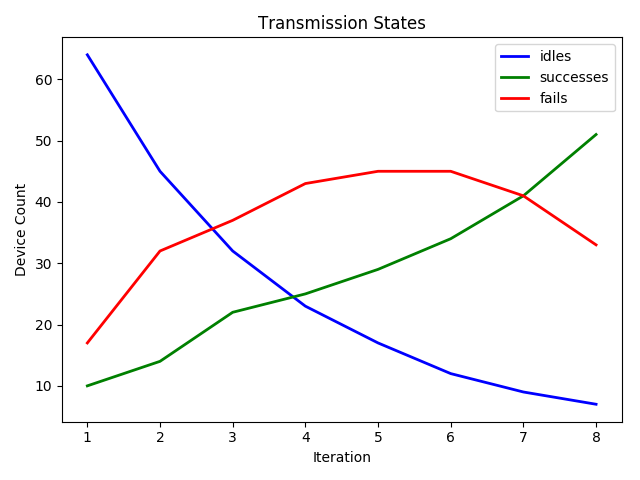 Transmission States
idles
successes
fails
Device Count
60
50
40
30
20
10
1 2 3 4 5 6 7 8
Iteration